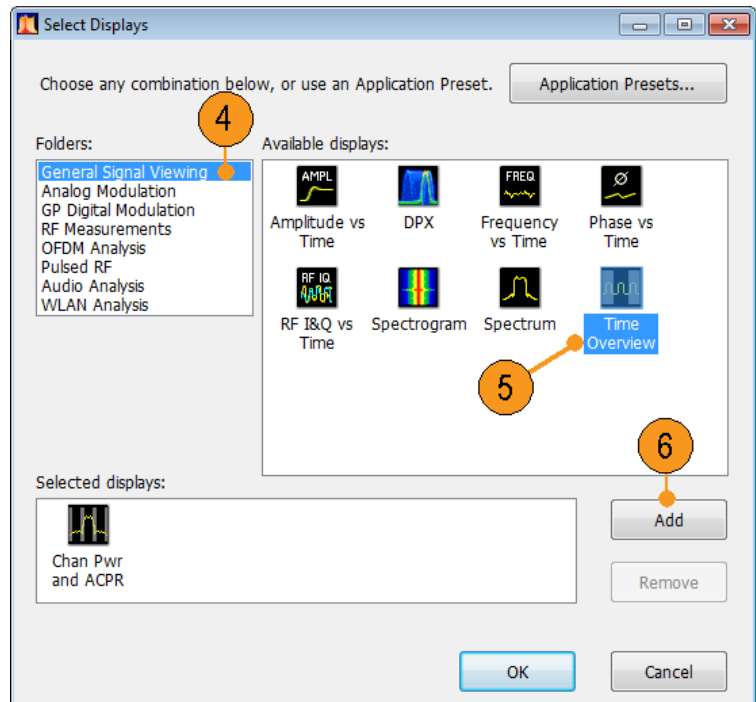 Select Displays
Choose any combination below, or use an Application Preset.
Application Presets...
4
Folders:
General Signal Viewing
Analog Modulation
GP Digital Modulation
RF Measurements
OFDM Analysis
Pulsed RF
Audio Analysis
WLAN Analysis
Available displays:
AMPL
FREQ
Ø
Amplitude vs
Time
DPX
Frequency
vs Time
Phase vs
Time
RF IQ
RF I&Q vs
Time
Spectrogram
Spectrum
Time
Overview
5
6
Selected displays:
Chan Pwr
and ACPR
Add
Remove
OK
Cancel